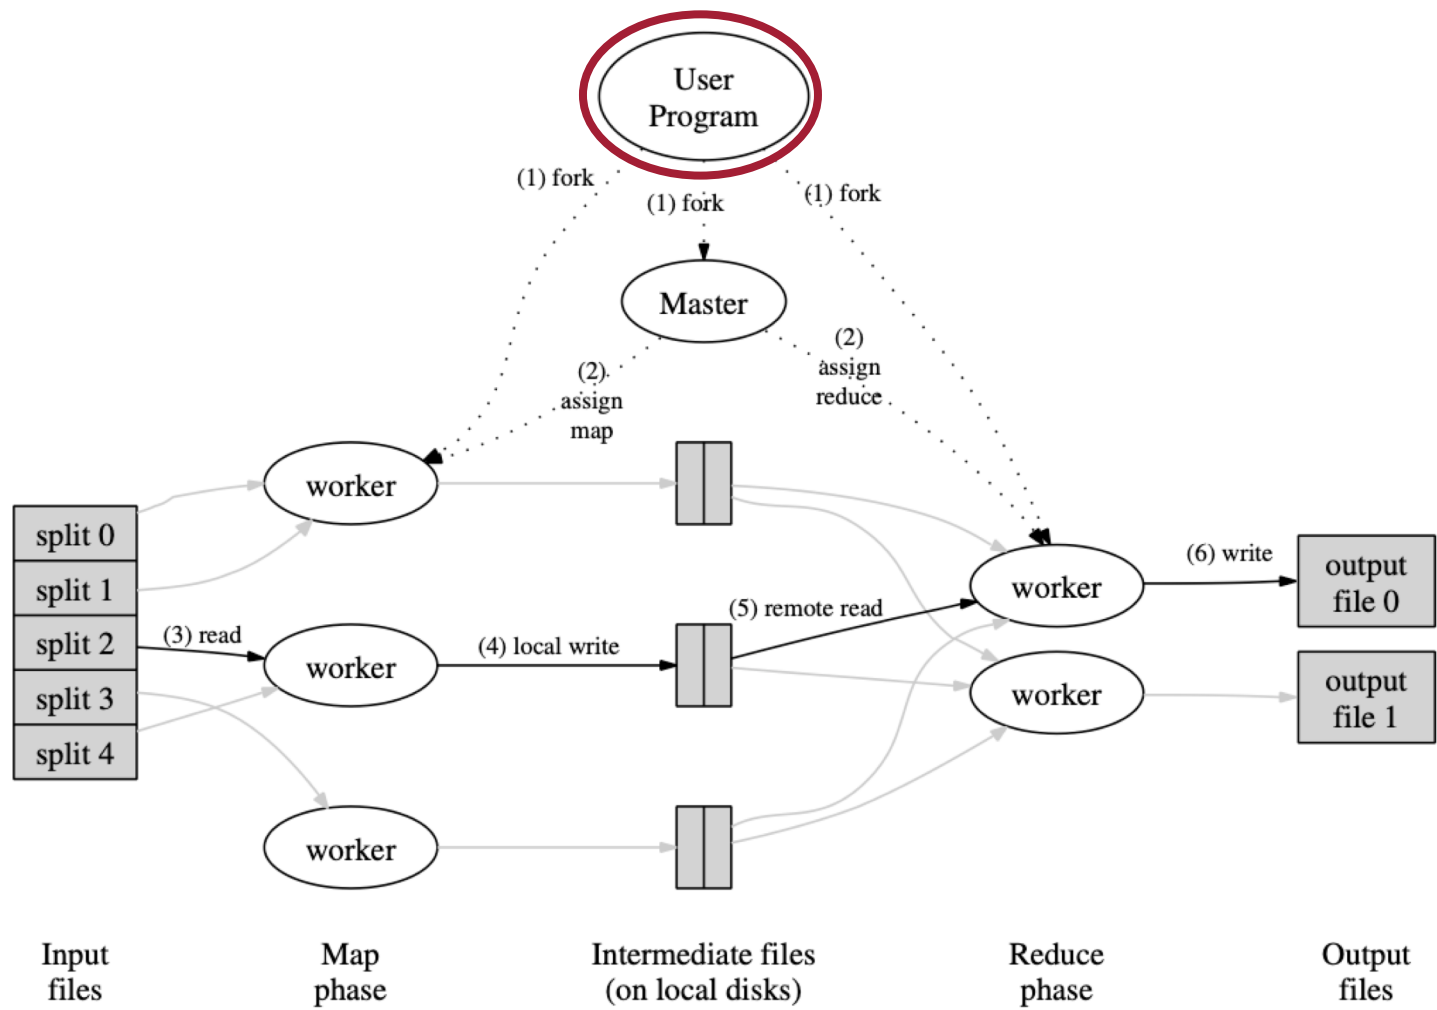 User
Program
(1) fork
(1) fork
(1) fork
Master
(2)
assign
map
(2)
assign
reduce
worker
split 0
split 1
split 2
split 3
split 4
(3) read
worker
(4) local write
(5) remote read
worker
(6) write
output
file 0
worker
output
file 1
worker
Input
files
Map
phase
Intermediate files
(on local disks)
Reduce
phase
Output
files